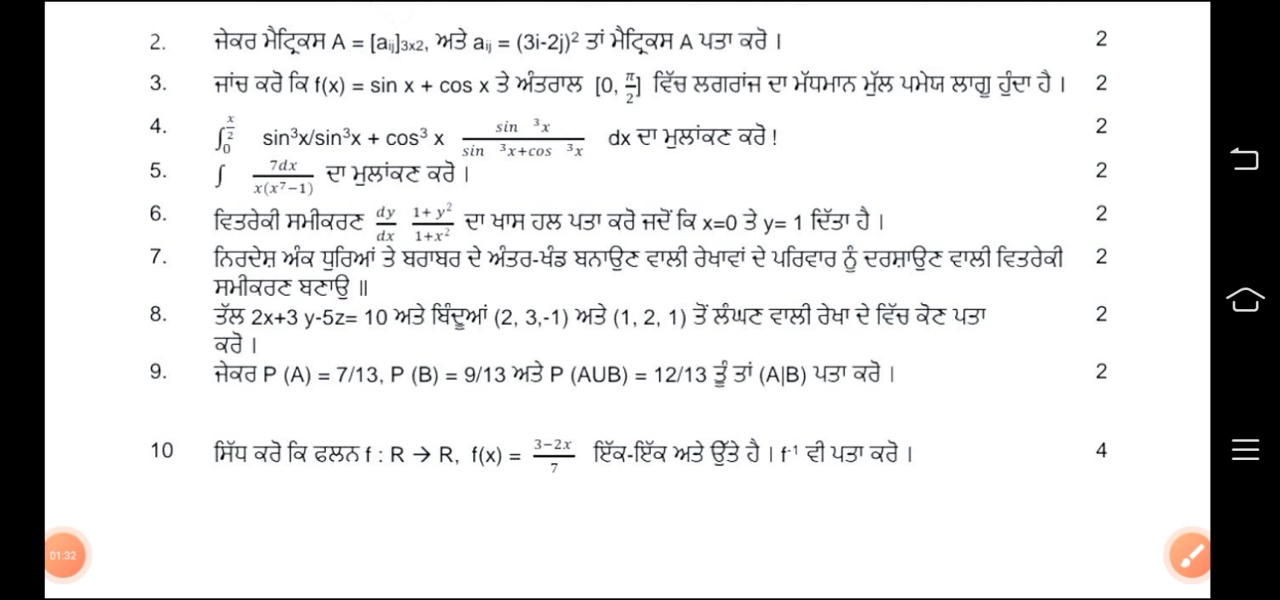 2. ਜੇਕਰ ਮੈਟ੍ਰਿਕਸ A = [aᵢⱼ]₃ₓ₂, ਅਤੇ aᵢⱼ = (3i-2j)² ਤਾਂ ਮੈਟ੍ਰਿਕਸ A ਪਤਾ ਕਰੋ । 2
3. ਜਾਂਚ ਕਰੋ ਕਿ f(x) = sin x + cos x ਤੇ ਅੰਤਰਾਲ [0, π/2] ਵਿੱਚ ਲਗਰਾਂਜ ਦਾ ਮੱਧਮਾਨ ਮੁੱਲ ਪਮੇਯ ਲਾਗੂ ਹੁੰਦਾ ਹੈ । 2
4. ∫₀^(x/2) sin³x/sin³x + cos³ x (sin ³x)/(sin ³x+cos ³x) dx ਦਾ ਮੁਲਾਂਕਣ ਕਰੋ ! 2
5. ∫ 7dx/x(x⁷−1) ਦਾ ਮੁਲਾਂਕਣ ਕਰੋ । 2
6. ਵਿਤਰੇਕੀ ਸਮੀਕਰਣ dy/dx (1+ y²)/(1+x²) ਦਾ ਖਾਸ ਹਲ ਪਤਾ ਕਰੋ ਜਦੋਂ ਕਿ x=0 ਤੇ y= 1 ਦਿੱਤਾ ਹੈ । 2
7. ਨਿਰਦੇਸ਼ ਅੰਕ ਧੁਰਿਆਂ ਤੇ ਬਰਾਬਰ ਦੇ ਅੰਤਰ-ਖੰਡ ਬਨਾਉਣ ਵਾਲੀ ਰੇਖਾਵਾਂ ਦੇ ਪਰਿਵਾਰ ਨੂੰ ਦਰਸ਼ਾਉਣ ਵਾਲੀ ਵਿਤਰੇਕੀ 2
ਸਮੀਕਰਣ ਬਣਾਉ ॥
8. ਤੱਲ 2x+3 y-5z= 10 ਅਤੇ ਬਿੰਦੂਆਂ (2, 3,-1) ਅਤੇ (1, 2, 1) ਤੋਂ ਲੰਘਣ ਵਾਲੀ ਰੇਖਾ ਦੇ ਵਿੱਚ ਕੋਣ ਪਤਾ 2
ਕਰੋ ।
9. ਜੇਕਰ P (A) = 7/13, P (B) = 9/13 ਅਤੇ P (AUB) = 12/13 ਤੂੰ ਤਾਂ (A|B) ਪਤਾ ਕਰੋ । 2
10 ਸਿੱਧ ਕਰੋ ਕਿ ਫਲਨ f : R → R, f(x) = (3−2x)/7 ਇੱਕ-ਇੱਕ ਅਤੇ ਉੱਤੇ ਹੈ । f⁻¹ ਵੀ ਪਤਾ ਕਰੋ । 4
01:32